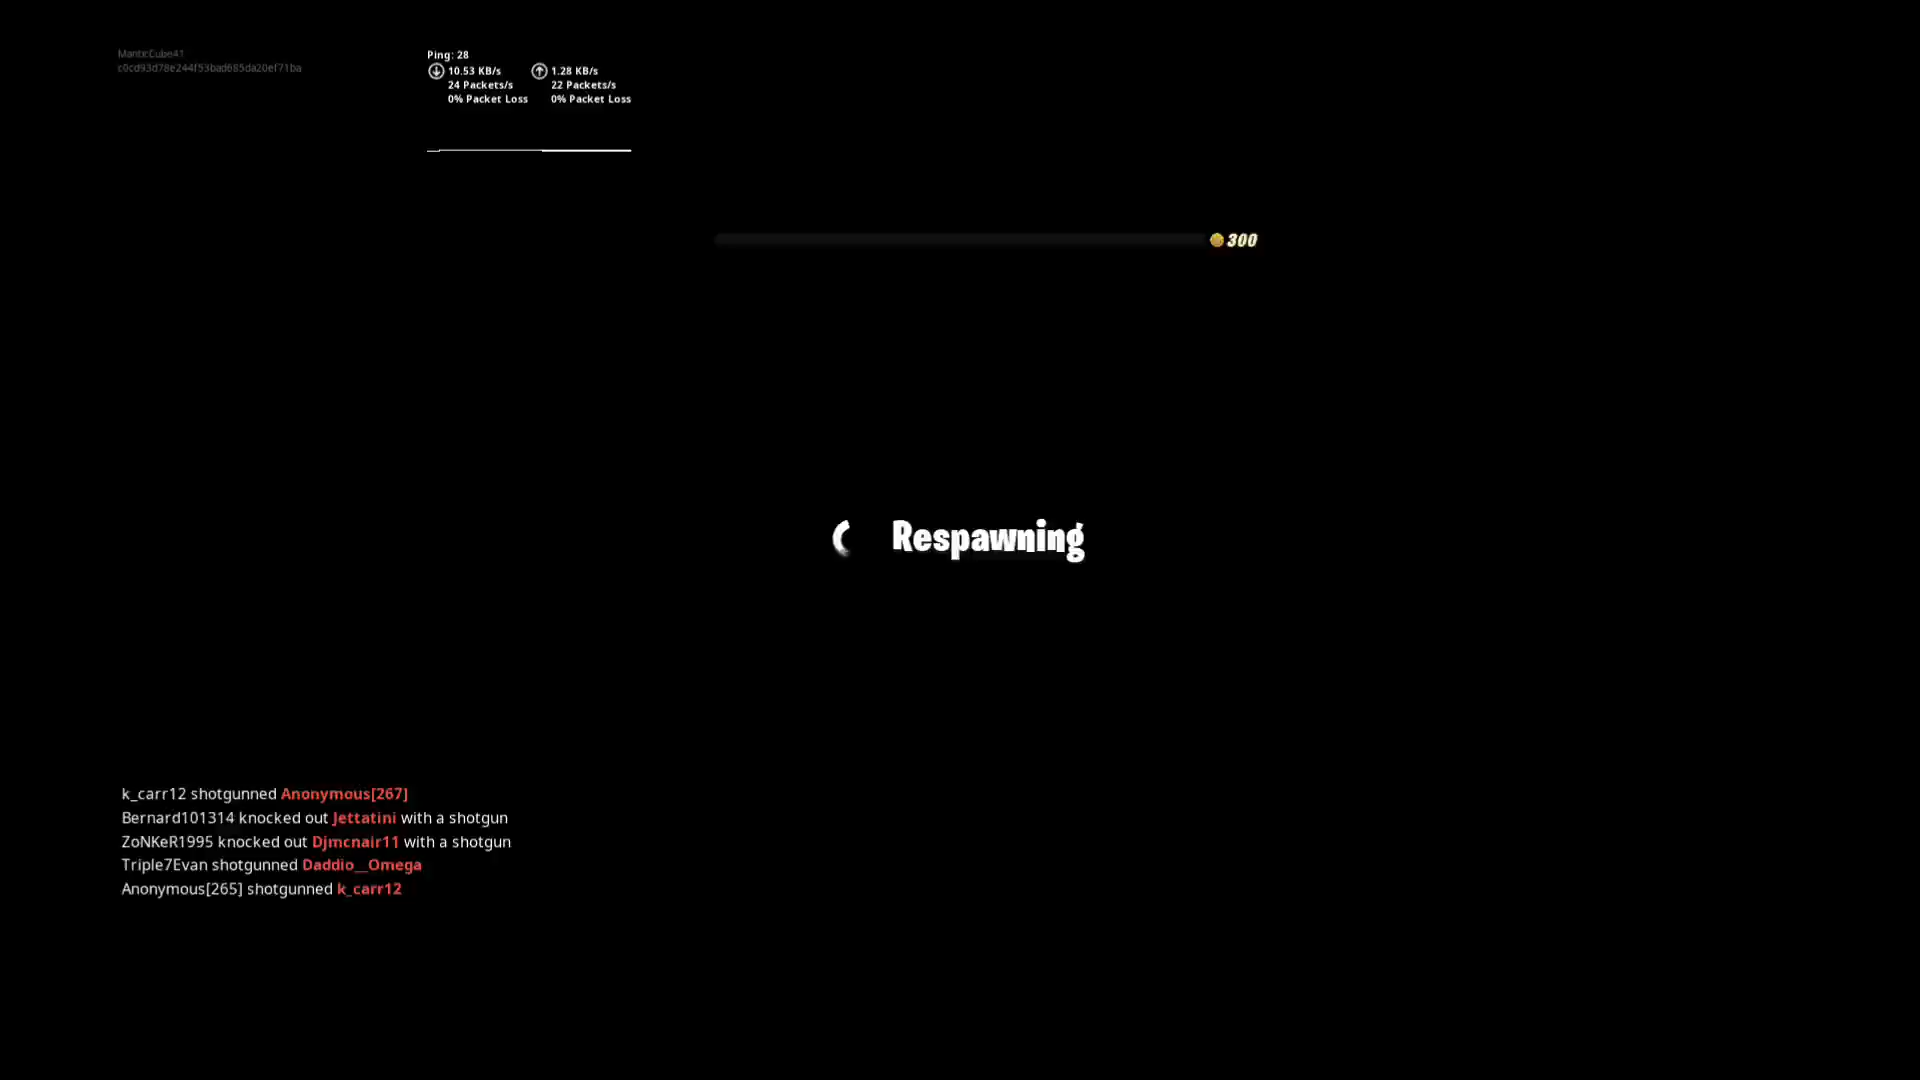 ManticCube41
c0cd93d78e244f53bad685da20ef71ba
Ping: 28
10.53 KB/s 1.28 KB/s
24 Packets/s 22 Packets/s
0% Packet Loss 0% Packet Loss
300
Respawning
k_carr12 shotgunned Anonymous[267]
Bernard101314 knocked out Jettatini with a shotgun
ZoNKeR1995 knocked out Djmcnair11 with a shotgun
Triple7Evan shotgunned Daddio__Omega
Anonymous[265] shotgunned k_carr12